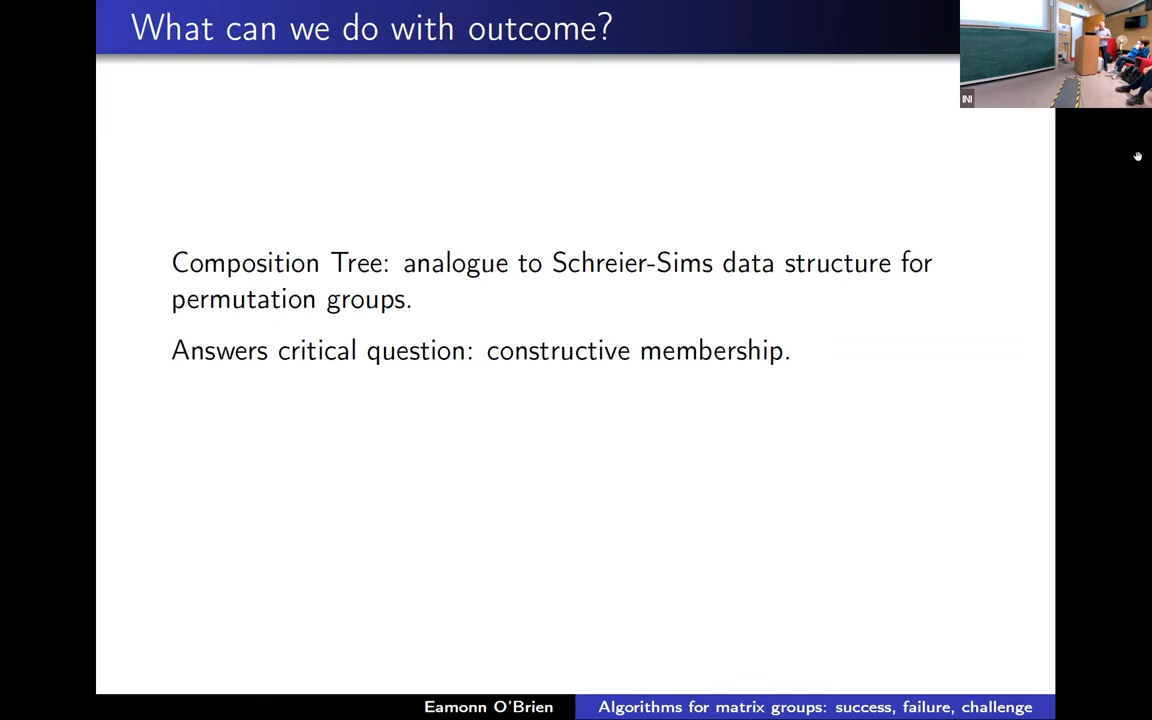 What can we do with outcome?
INI
Composition Tree: analogue to Schreier-Sims data structure for
permutation groups.
Answers critical question: constructive membership.
Eamonn O'Brien
Algorithms for matrix groups: success, failure, challenge